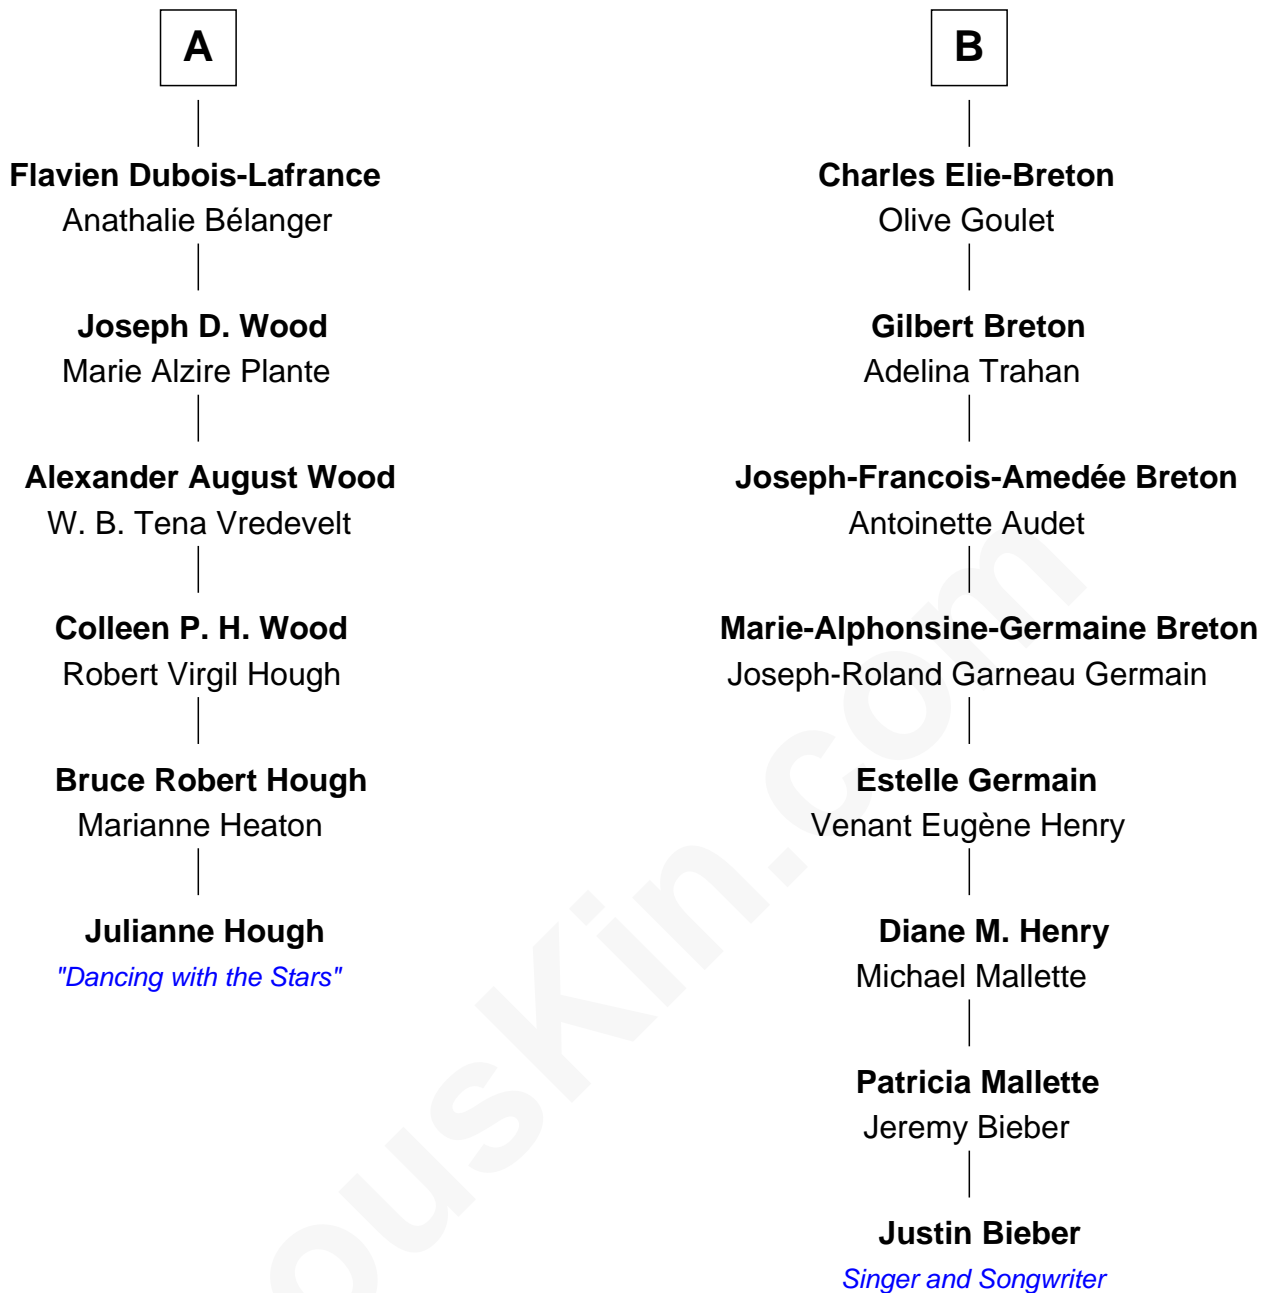 A
Flavien Dubois-Lafrance
Anathalie Bélanger
Joseph D. Wood
Marie Alzire Plante
Alexander August Wood
W. B. Tena Vredevelt
Colleen P. H. Wood
Robert Virgil Hough
Bruce Robert Hough
Marianne Heaton
Julianne Hough
"Dancing with the Stars"
B
Charles Elie-Breton
Olive Goulet
Gilbert Breton
Adelina Trahan
Joseph-Francois-Amedée Breton
Antoinette Audet
Marie-Alphonsine-Germaine Breton
Joseph-Roland Garneau Germain
Estelle Germain
Venant Eugène Henry
Diane M. Henry
Michael Mallette
Patricia Mallette
Jeremy Bieber
Justin Bieber
Singer and Songwriter
ousKin.com